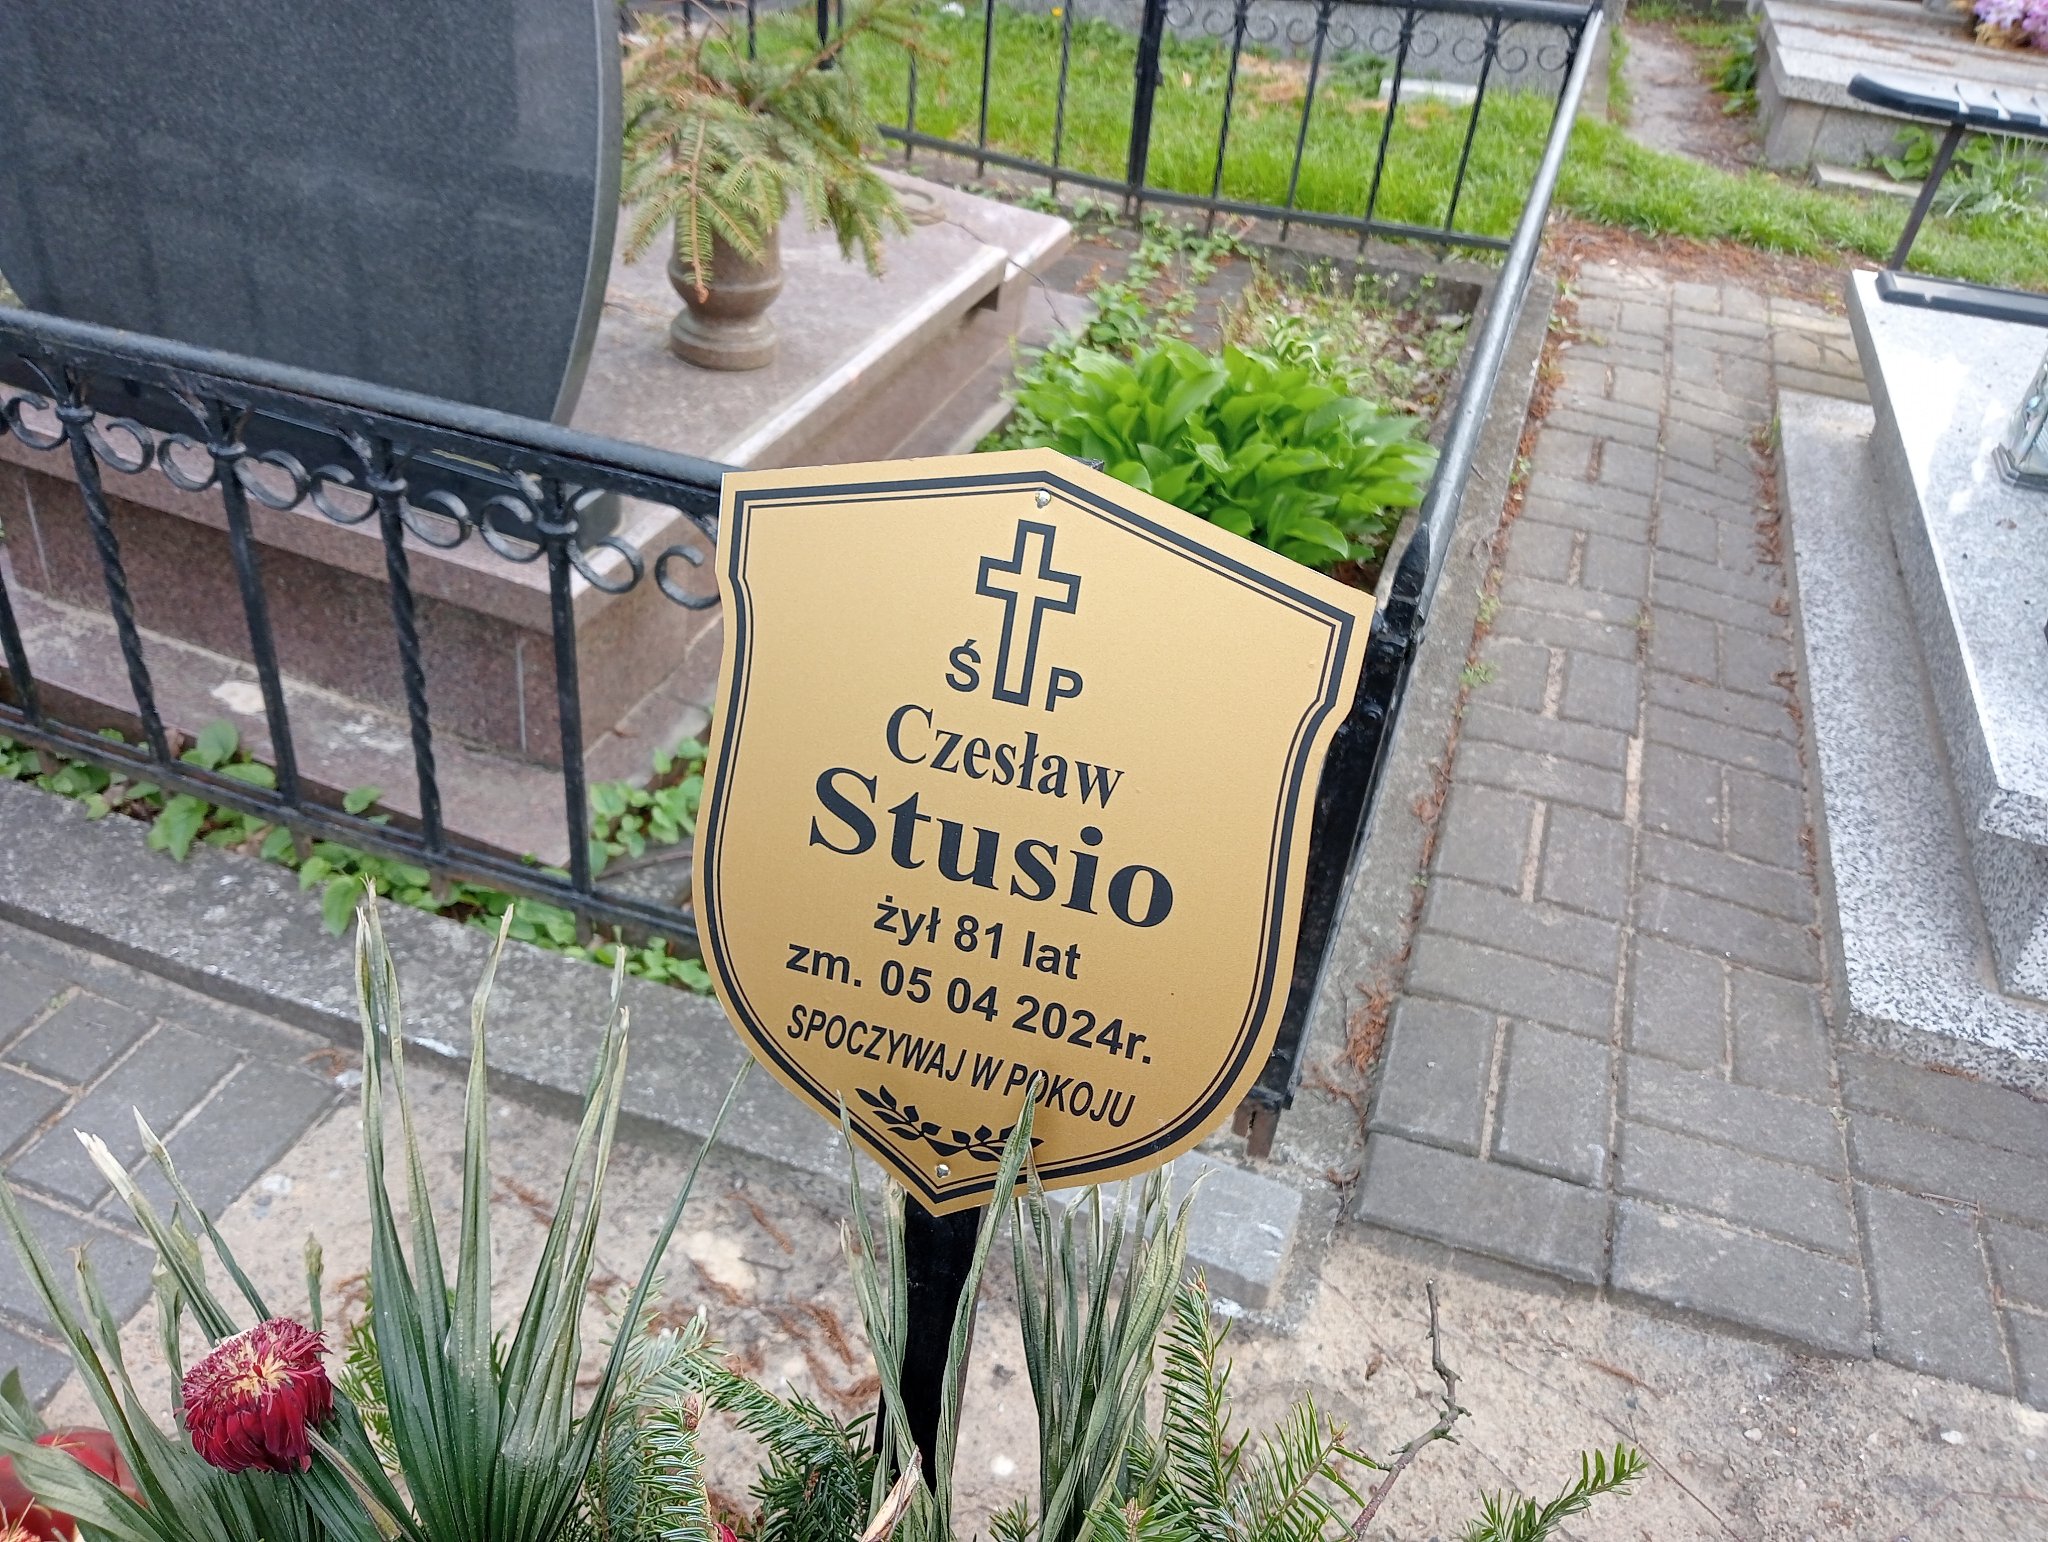 Ś P
Czesław
Stusio
żył 81 lat
zm. 05 04 2024r.
SPOCZYWAJ W POKOJU